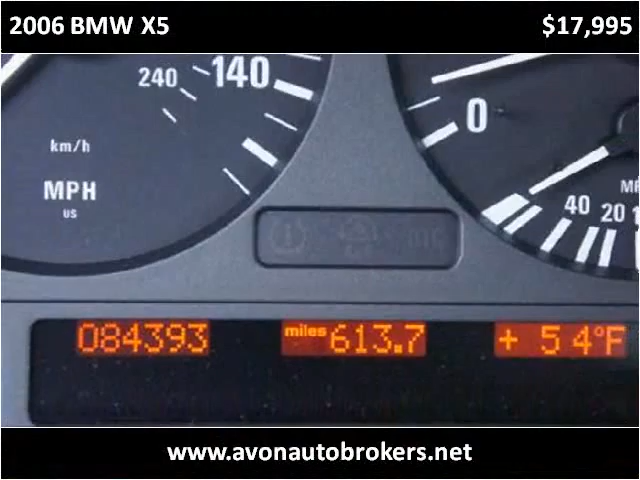 2006 BMW X5 $17,995
240 140
km/h
MPH
us
0
40 20
084393 miles 613.7 + 54°F
www.avonautobrokers.net